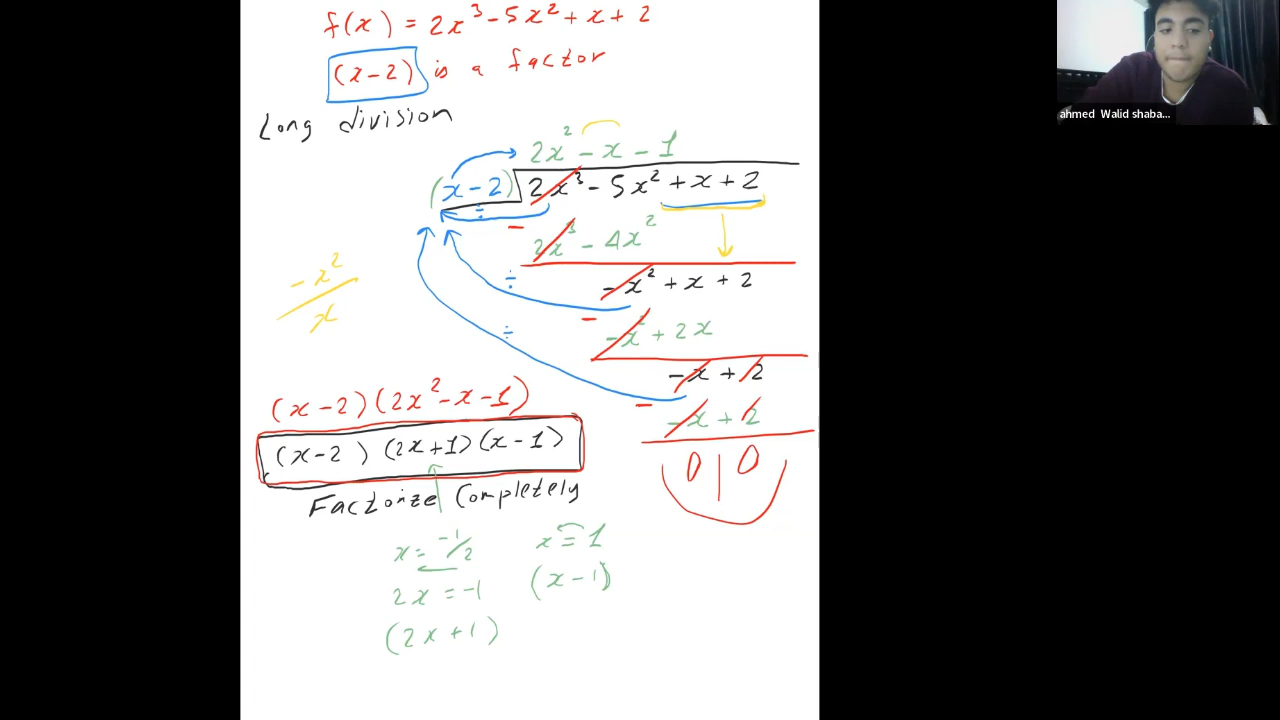 f(x) = 2x³ - 5x² + x + 2
(x-2) is a factor
ahmed Walid shaba...
Long division
2x² - x - 1
(x-2) 2x³ - 5x² + x + 2
÷
- 2x³ - 4x²
÷ -x² + x + 2
-x²
x
- -x² + 2x
÷
-x + 2
(x-2)(2x²-x-1)
- -x + 2
(x-2) (2x+1)(x-1)
0 | 0
Factorize Completely
x = -1/2 x = 1
2x = -1 (x-1)
(2x+1)